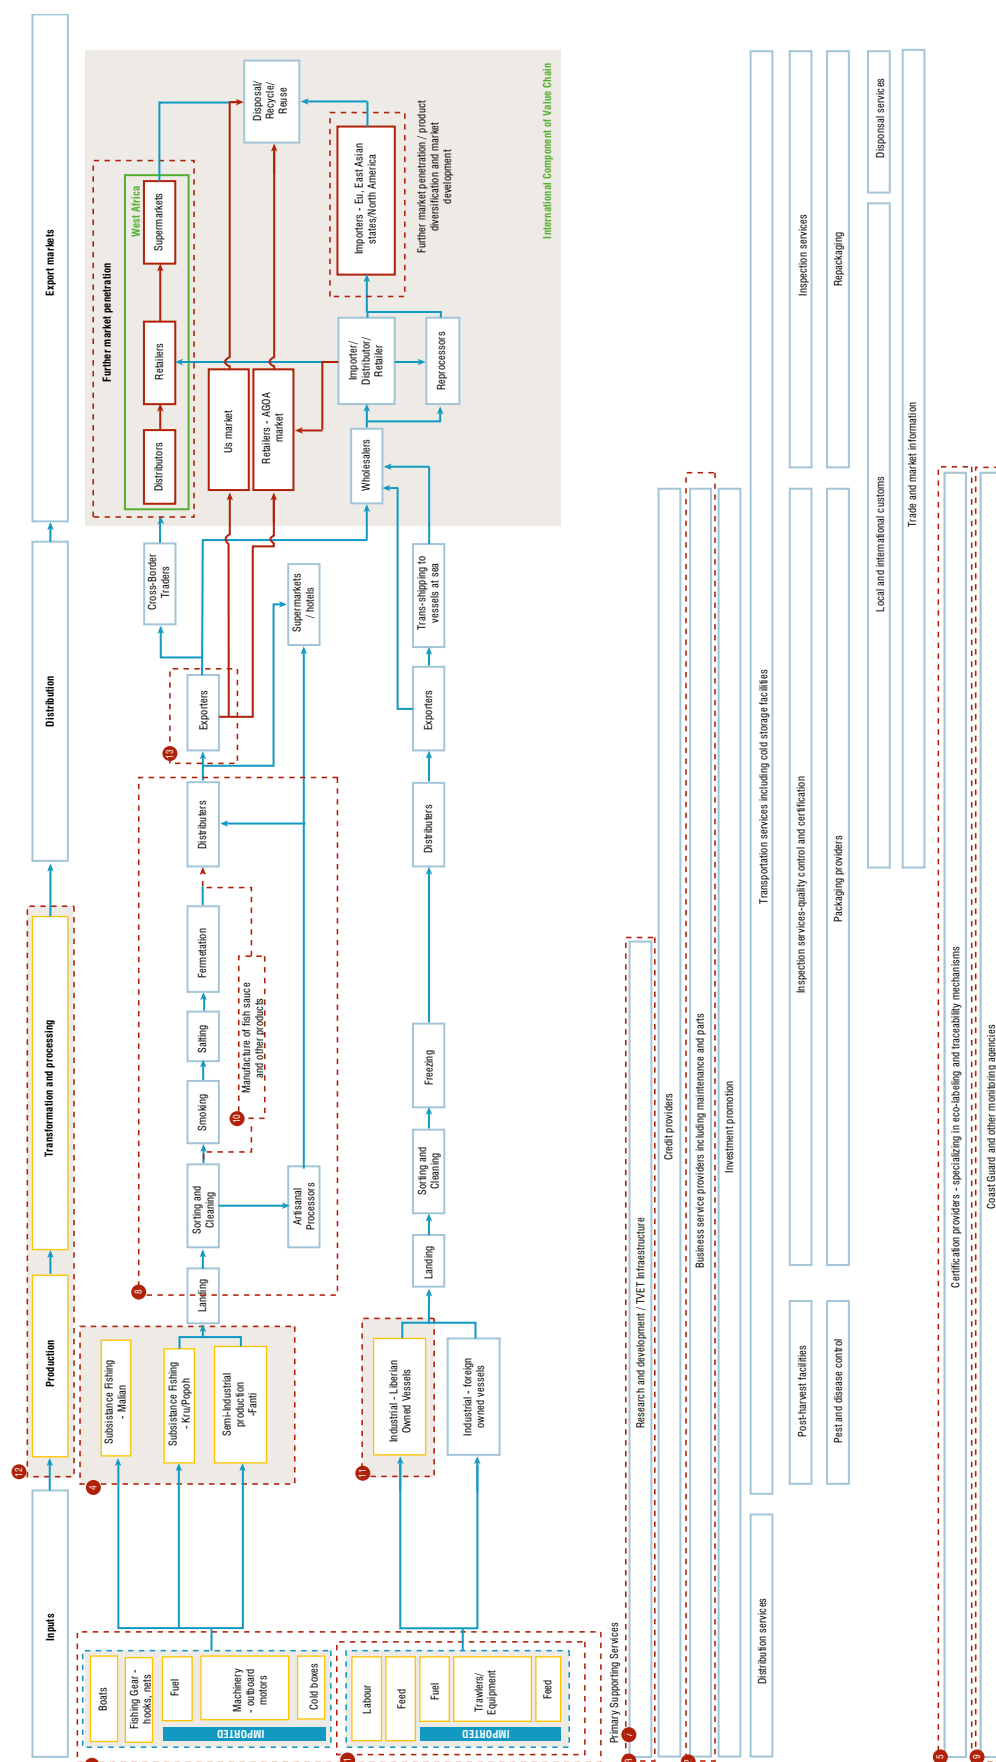 Inputs
Production
Transformation and processing
Distribution
Export markets
12
Boats
Fishing Gear -
hooks, nets
Fuel
Machinery
- outboard
motors
Cold boxes
IMPORTED
4
Subsistance Fishing
- Malian
Subsistance Fishing
- Kru/Popoh
Semi-Industrial
production
-Fanti
8
Landing
Sorting and
Cleaning
Smoking
Salting
Fermetation
10
Manufacture of fish sauce
and other products
Artisanal
Processors
Distributers
13
Exporters
Cross-Border
Traders
Supermarkets
/ hotels
Further market penetration
West Africa
Distributors
Retailers
Supermarkets
Us market
Retailers - AGOA
market
Disposal/
Recycle/
Reuse
Wholesalers
Importer/
Distributor/
Retailer
Reprocessors
Importers - Eu, East Asian
states/North America
Further market penetration / product
diversification and market
development
International Component of Value Chain
Labour
Feed
Fuel
Trawlers/
Equipment
Feed
IMPORTED
11
Industrial - Liberian
Owned Vessels
Industrial - foreign
owned vessels
Landing
Sorting and
Cleaning
Freezing
Distributers
Exporters
Trans-shipping to
vessels at sea
Primary Supporting Services
7
Research and development / TVET Infraestructure
Credit providers
Business service providers including maintenance and parts
Investment promotion
Distribution services
Transportation services including cold storage facilities
Post-harvest facilities
Inspection services-quality control and certification
Inspection services
Pest and disease control
Packaging providers
Repackaging
Local and international customs
Disponsal services
Trade and market information
5
Certification providers - specializing in eco-labeling and traceability mechanisms
9
Coast Guard and other monitoring agencies